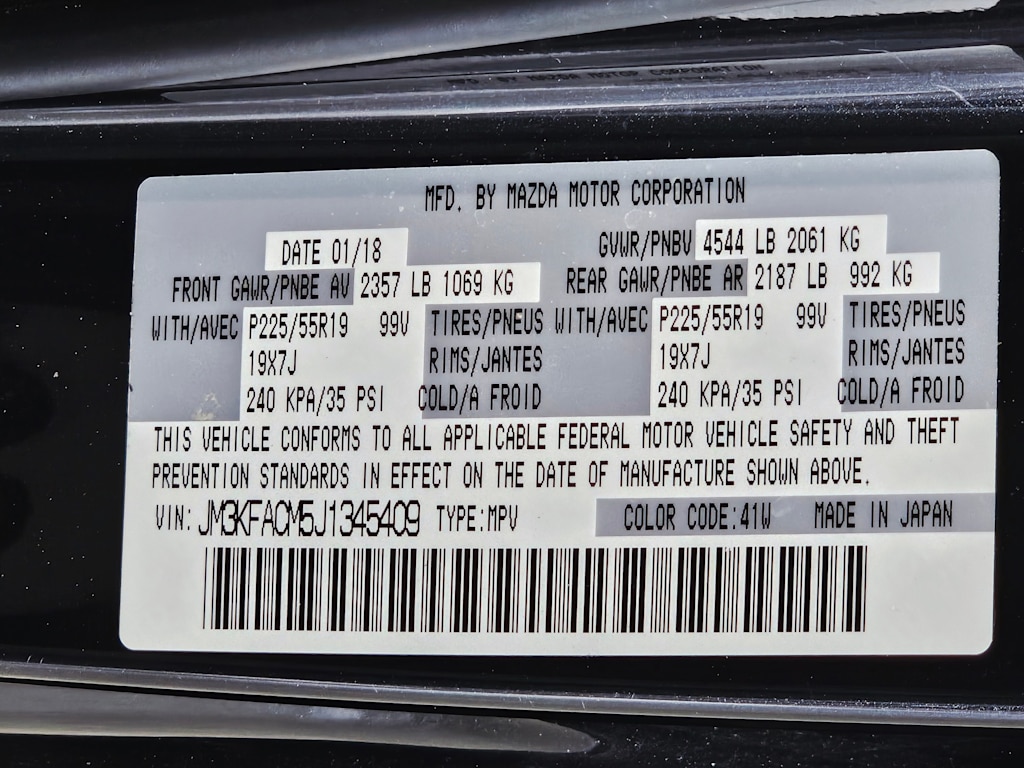 MFD. BY MAZDA MOTOR CORPORATION
MFD. BY MAZDA MOTOR CORPORATION
DATE 01/18 GVWR/PNBV 4544 LB 2061 KG
FRONT GAWR/PNBE AV 2357 LB 1069 KG REAR GAWR/PNBE AR 2187 LB 992 KG
WITH/AVEC P225/55R19 99V TIRES/PNEUS WITH/AVEC P225/55R19 99V TIRES/PNEUS
19X7J RIMS/JANTES 19X7J RIMS/JANTES
240 KPA/35 PSI COLD/A FROID 240 KPA/35 PSI COLD/A FROID
THIS VEHICLE CONFORMS TO ALL APPLICABLE FEDERAL MOTOR VEHICLE SAFETY AND THEFT
PREVENTION STANDARDS IN EFFECT ON THE DATE OF MANUFACTURE SHOWN ABOVE.
VIN: JM3KFACM5J1345409 TYPE:MPV COLOR CODE:41W MADE IN JAPAN